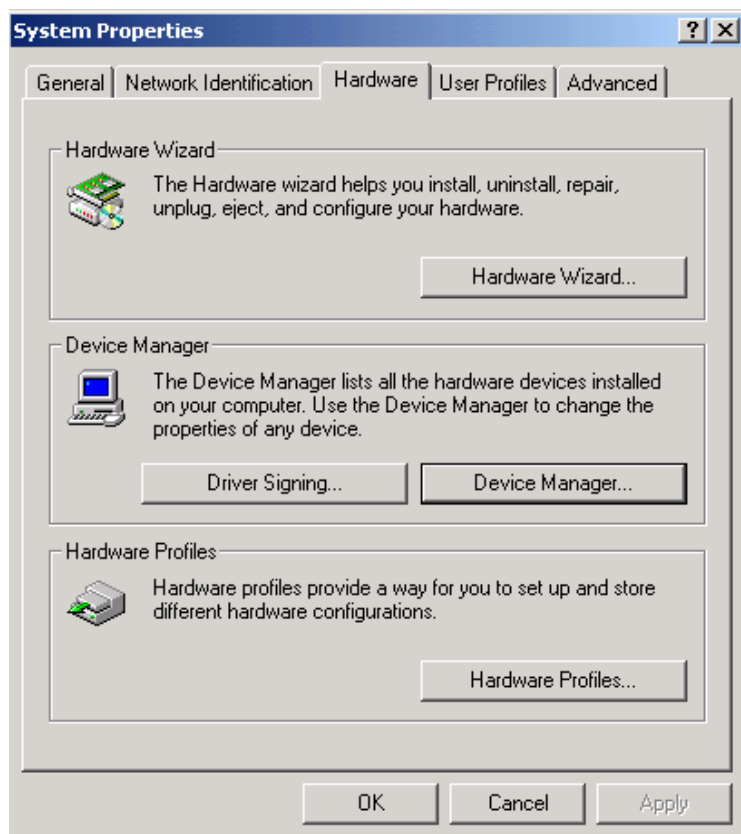 System Properties
General Network Identification Hardware User Profiles Advanced
Hardware Wizard
The Hardware wizard helps you install, uninstall, repair,
unplug, eject, and configure your hardware.
Hardware Wizard...
Device Manager
The Device Manager lists all the hardware devices installed
on your computer. Use the Device Manager to change the
properties of any device.
Driver Signing... Device Manager...
Hardware Profiles
Hardware profiles provide a way for you to set up and store
different hardware configurations.
Hardware Profiles...
OK Cancel Apply